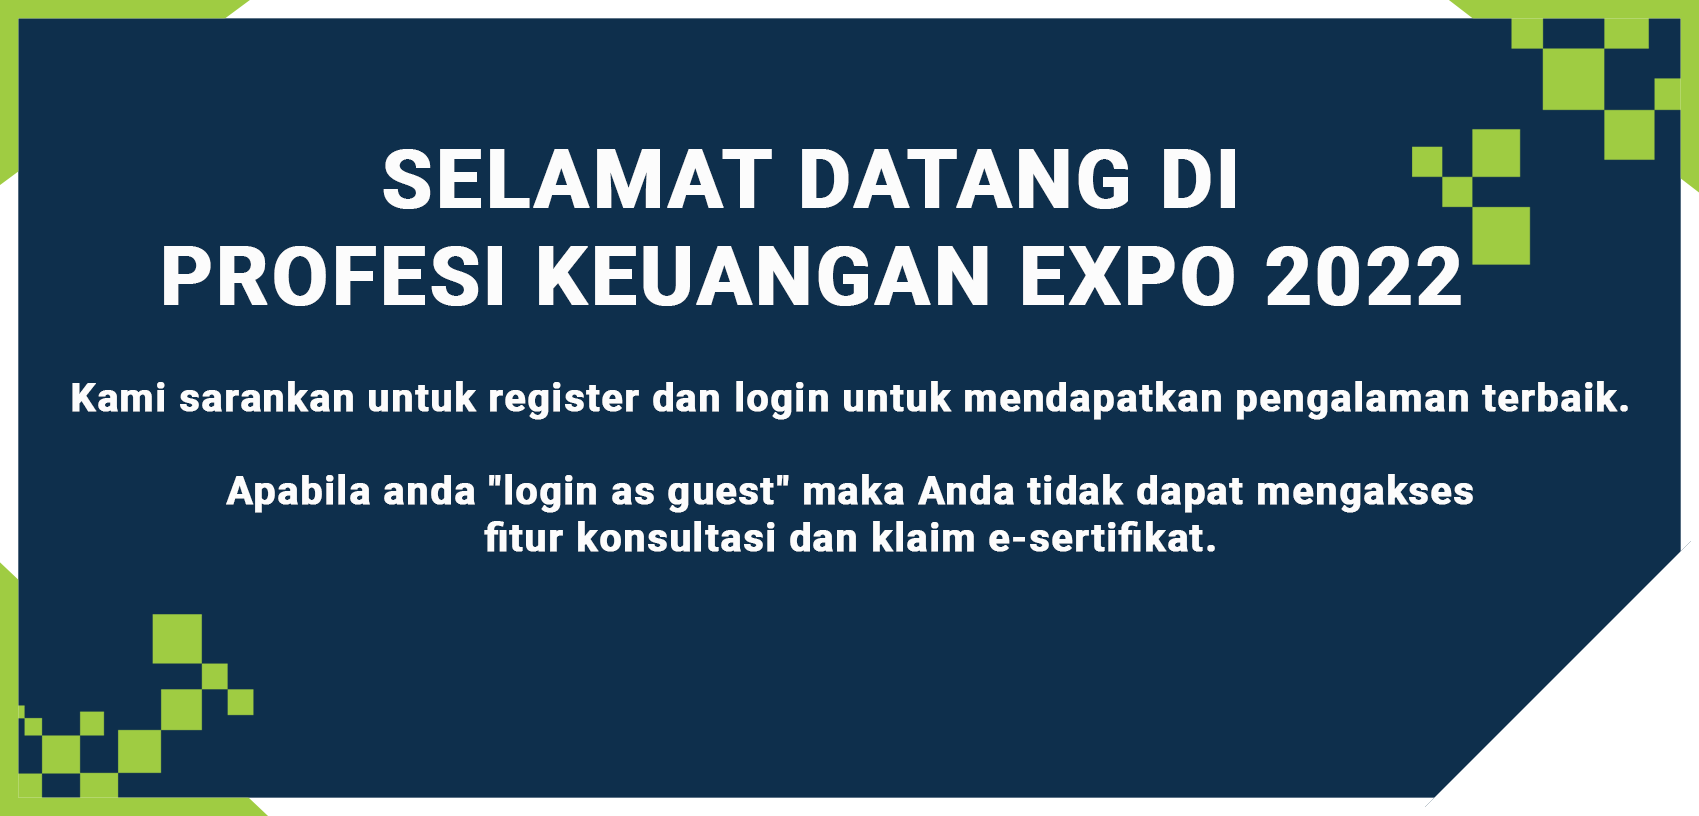 SELAMAT DATANG DI
PROFESI KEUANGAN EXPO 2022
Kami sarankan untuk register dan login untuk mendapatkan pengalaman terbaik.
Apabila anda "login as guest" maka Anda tidak dapat mengakses
fitur konsultasi dan klaim e-sertifikat.